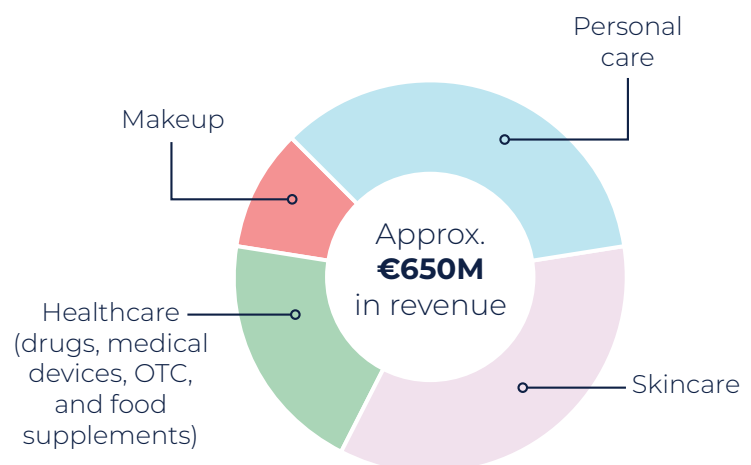 Personal
care
Makeup
Approx.
€650M
in revenue
Healthcare
(drugs, medical
devices, OTC,
and food
supplements)
Skincare